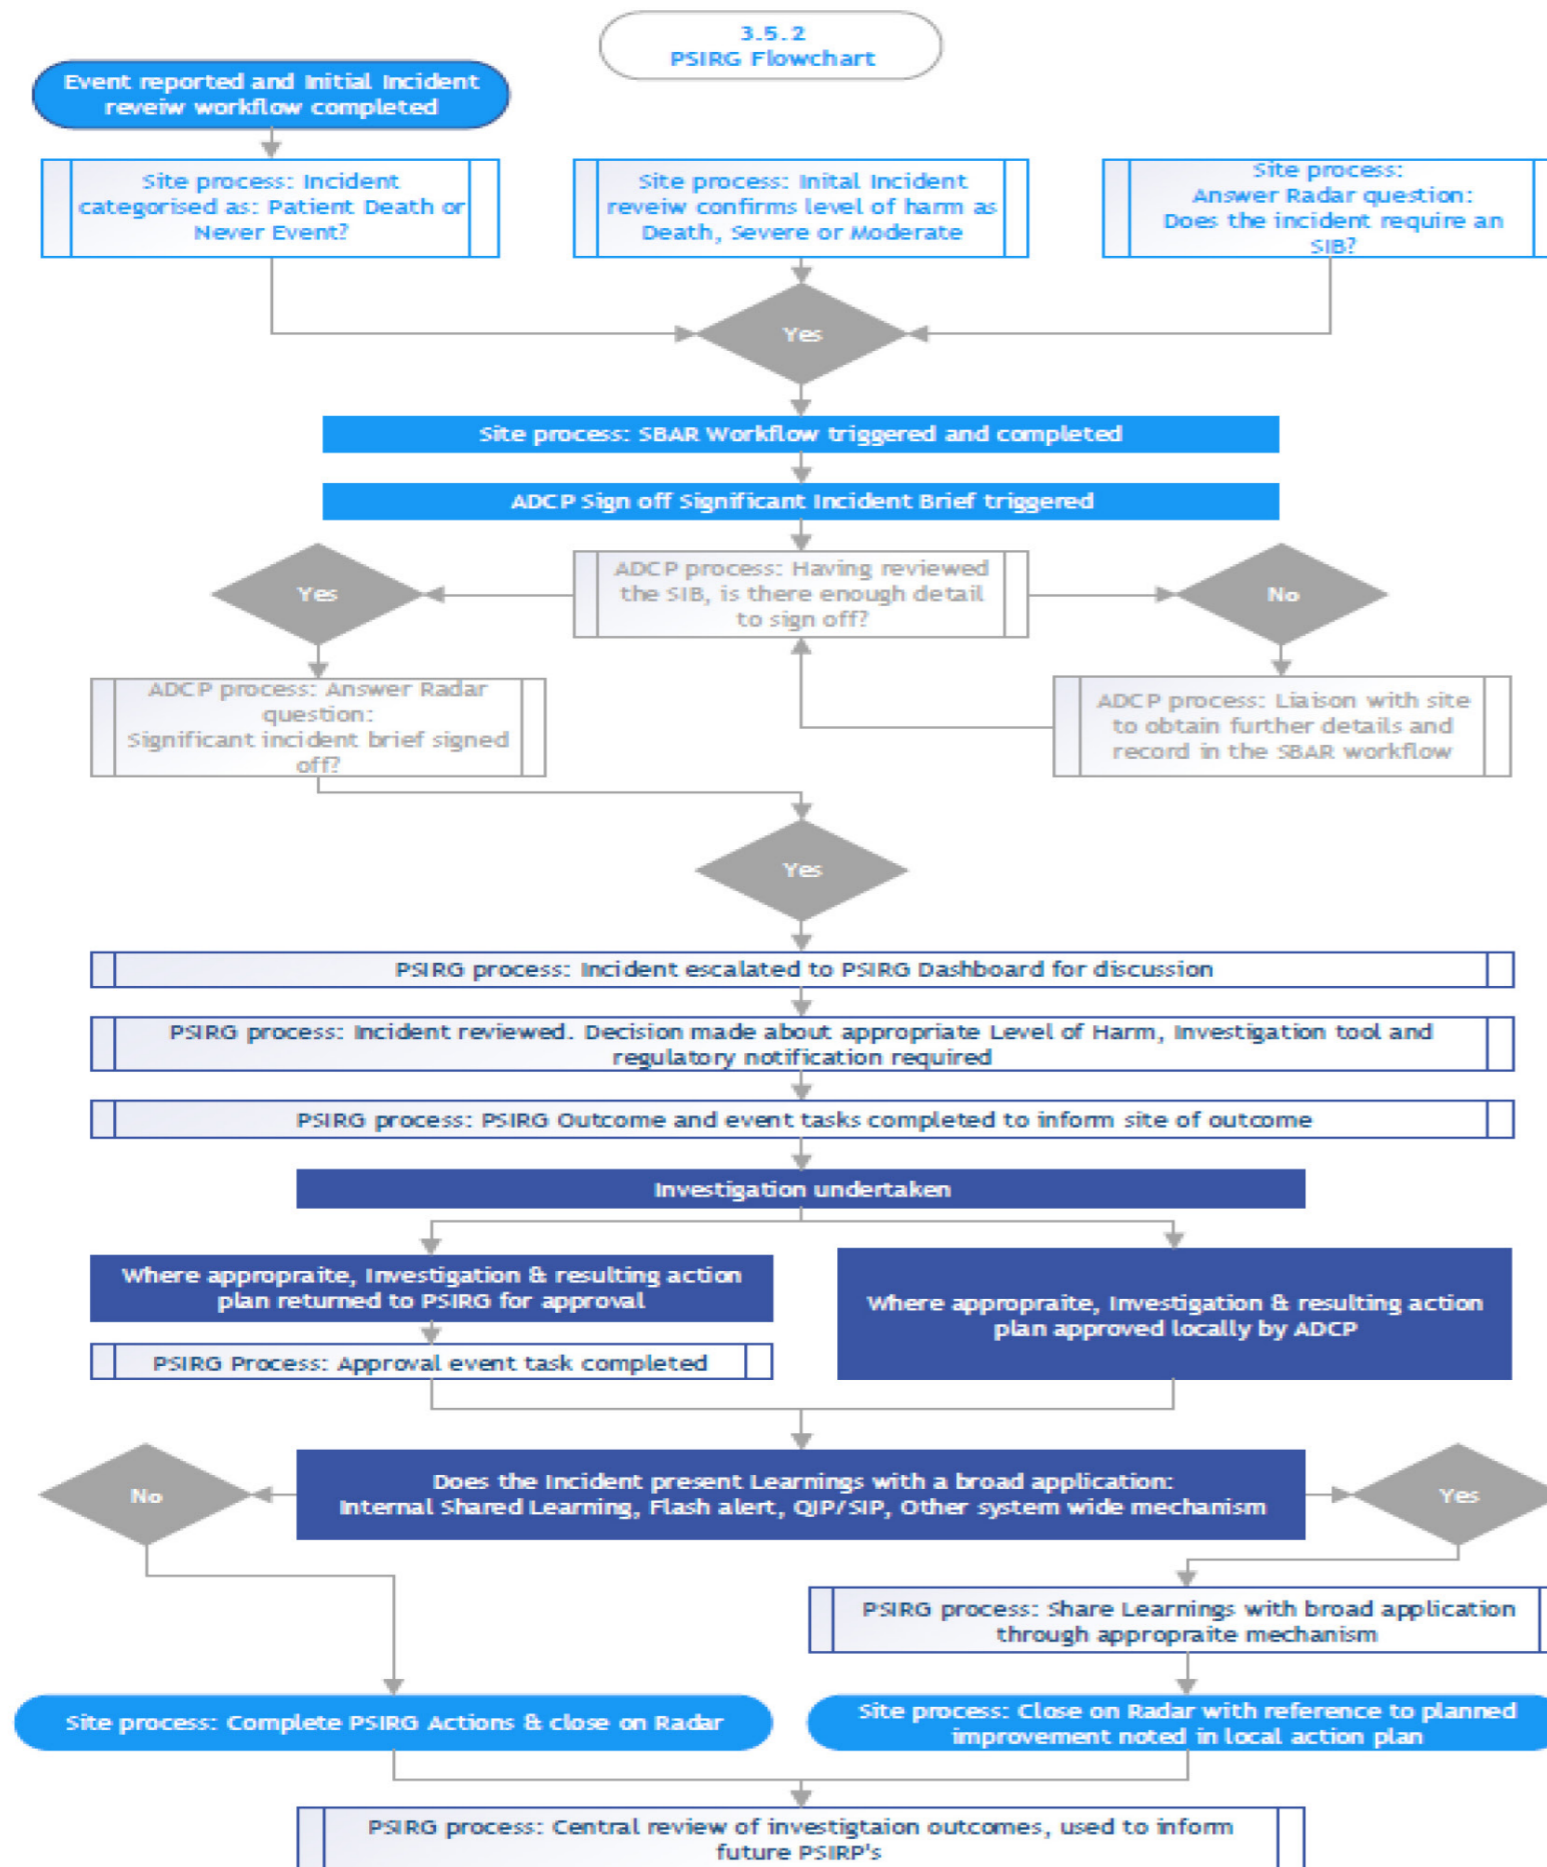 3.5.2
PSIRG Flowchart
Event reported and Initial Incident
reveiw workflow completed
Site process: Incident
categorised as: Patient Death or
Never Event?
Site process: Inital Incident
reveiw confirms level of harm as
Death, Severe or Moderate
Site process:
Answer Radar question:
Does the incident require an
SIB?
Yes
Site process: SBAR Workflow triggered and completed
ADCP Sign off Significant Incident Brief triggered
Yes
ADCP process: Having reviewed
the SIB, is there enough detail
to sign off?
No
ADCP process: Answer Radar
question:
Significant incident brief signed
off?
ADCP process: Liaison with site
to obtain further details and
record in the SBAR workflow
Yes
PSIRG process: Incident escalated to PSIRG Dashboard for discussion
PSIRG process: Incident reviewed. Decision made about appropriate Level of Harm, Investigation tool and
regulatory notification required
PSIRG process: PSIRG Outcome and event tasks completed to inform site of outcome
Investigation undertaken
Where appropraite, Investigation & resulting action
plan returned to PSIRG for approval
Where appropraite, Investigation & resulting action
plan approved locally by ADCP
PSIRG Process: Approval event task completed
No
Does the Incident present Learnings with a broad application:
Internal Shared Learning, Flash alert, QIP/SIP, Other system wide mechanism
Yes
PSIRG process: Share Learnings with broad application
through appropraite mechanism
Site process: Complete PSIRG Actions & close on Radar
Site process: Close on Radar with reference to planned
improvement noted in local action plan
PSIRG process: Central review of investigtaion outcomes, used to inform
future PSIRP's